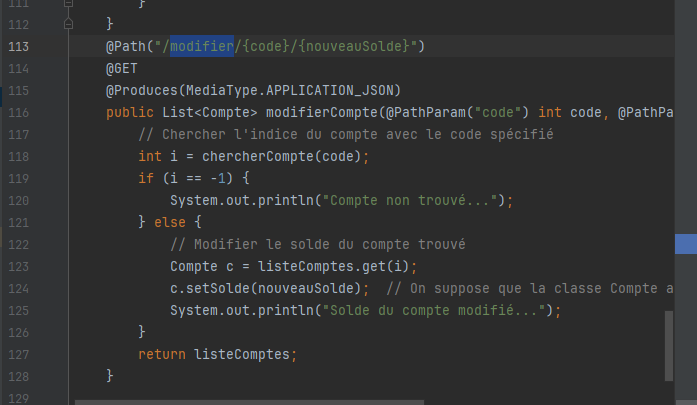 111 }
112 }
113 @Path("/modifier/{code}/{nouveauSolde}")
114 @GET
115 @Produces(MediaType.APPLICATION_JSON)
116 public List<Compte> modifierCompte(@PathParam("code") int code, @PathPa
117 // Chercher l'indice du compte avec le code spécifié
118 int i = chercherCompte(code);
119 if (i == -1) {
120 System.out.println("Compte non trouvé...");
121 } else {
122 // Modifier le solde du compte trouvé
123 Compte c = listeComptes.get(i);
124 c.setSolde(nouveauSolde); // On suppose que la classe Compte a
125 System.out.println("Solde du compte modifié...");
126 }
127 return listeComptes;
128 }
129